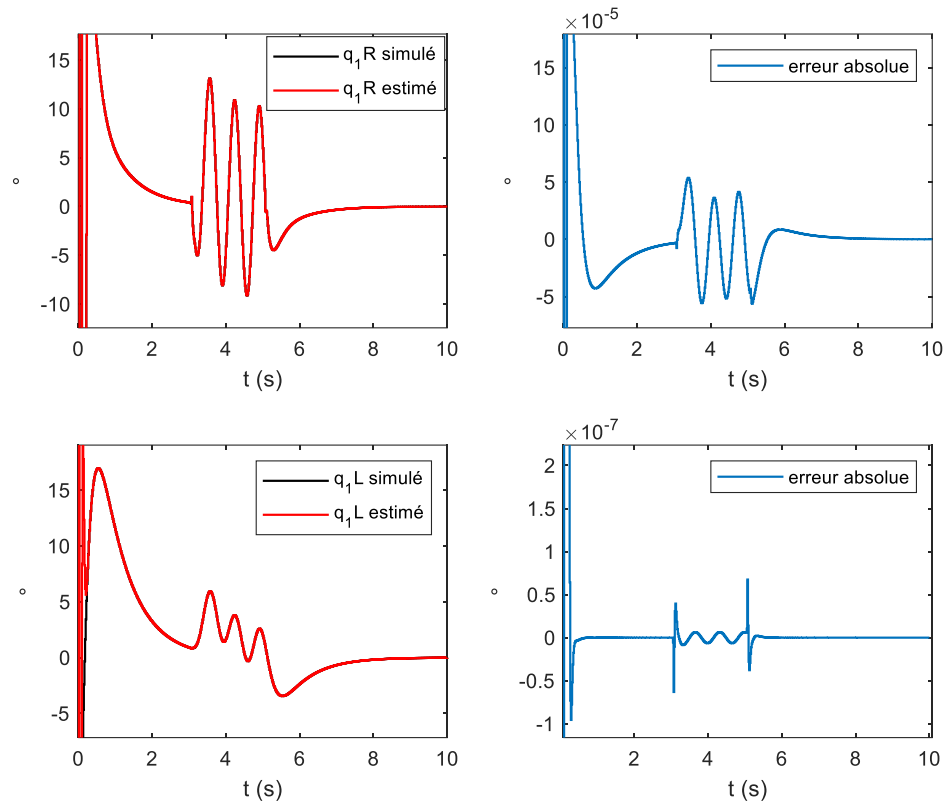 ×10⁻⁵
15
10
5
0
-5
-10
°
0 2 4 6 8 10
t (s)
q₁R simulé
q₁R estimé
15
10
5
0
-5
°
0 2 4 6 8 10
t (s)
erreur absolue
15
10
5
0
-5
°
0 2 4 6 8 10
t (s)
q₁L simulé
q₁L estimé
×10⁻⁷
2
1.5
1
0.5
0
-0.5
-1
°
2 4 6 8 10
t (s)
erreur absolue